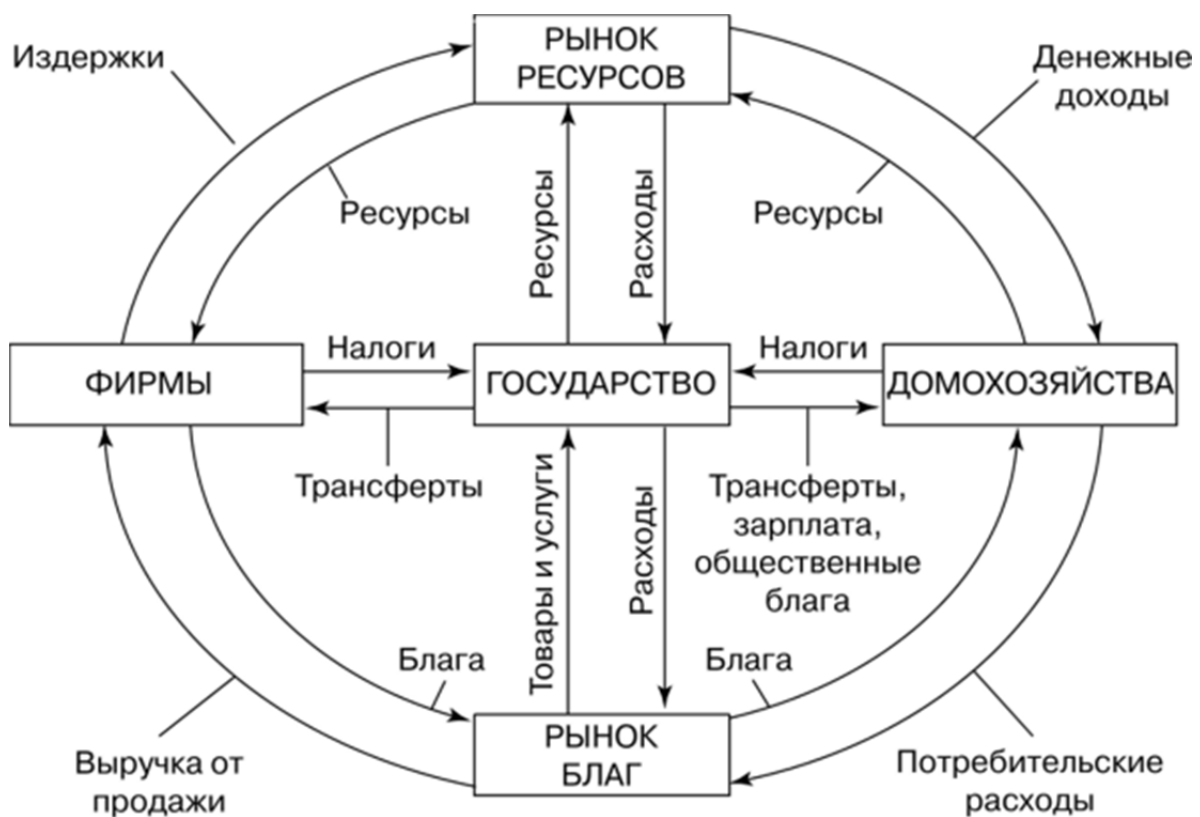 РЫНОК
РЕСУРСОВ
Издержки
Денежные
доходы
Ресурсы
Ресурсы
Расходы
Ресурсы
Налоги
Налоги
ФИРМЫ
ГОСУДАРСТВО
ДОМОХОЗЯЙСТВА
Трансферты
Товары и услуги
Расходы
Трансферты,
зарплата,
общественные
блага
Блага
Блага
РЫНОК
БЛАГ
Выручка от
продажи
Потребительские
расходы